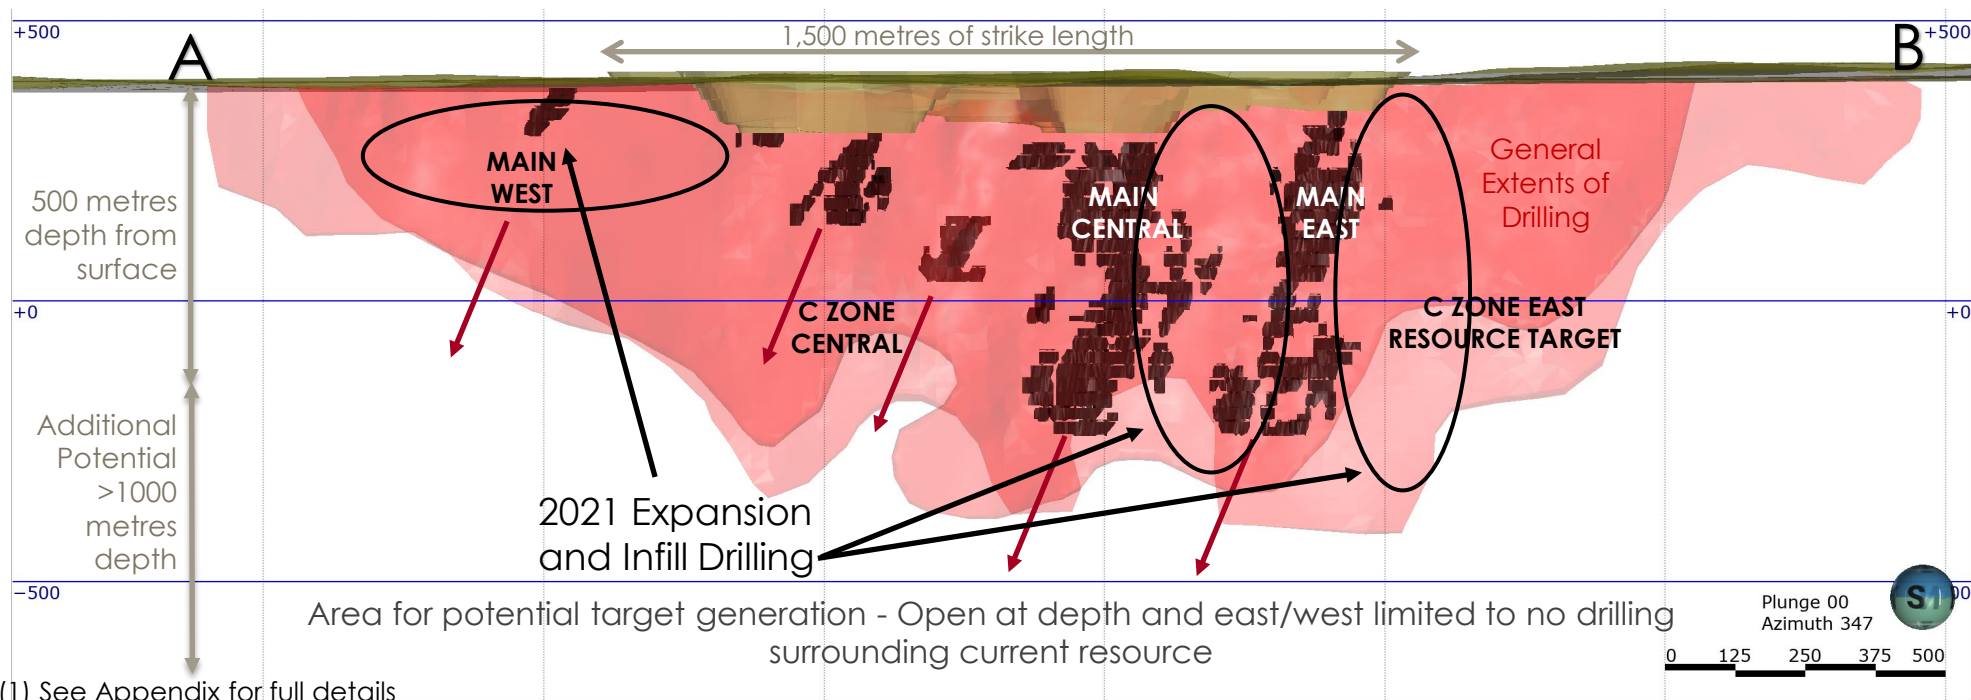 +500
A
1,500 metres of strike length
B
+500
500 metres
depth from
surface
MAIN
WEST
MAIN
CENTRAL
MAIN
EAST
General
Extents of
Drilling
+0
C ZONE
CENTRAL
C ZONE EAST
RESOURCE TARGET
+0
Additional
Potential
>1000
metres
depth
2021 Expansion
and Infill Drilling
-500
Area for potential target generation - Open at depth and east/west limited to no drilling
surrounding current resource
Plunge 00
Azimuth 347
S
0 125 250 375 500
(1) See Appendix for full details